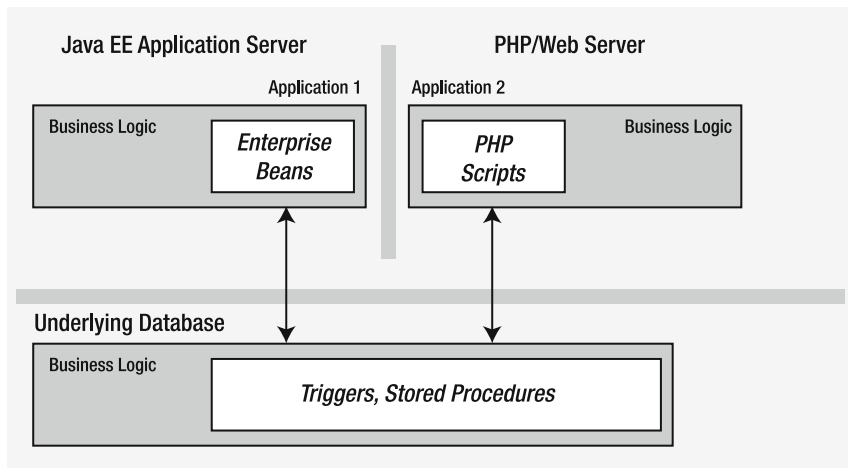 Java EE Application Server
PHP/Web Server
Application 1
Application 2
Business Logic
Enterprise
Beans
PHP
Scripts
Business Logic
Underlying Database
Business Logic
Triggers, Stored Procedures